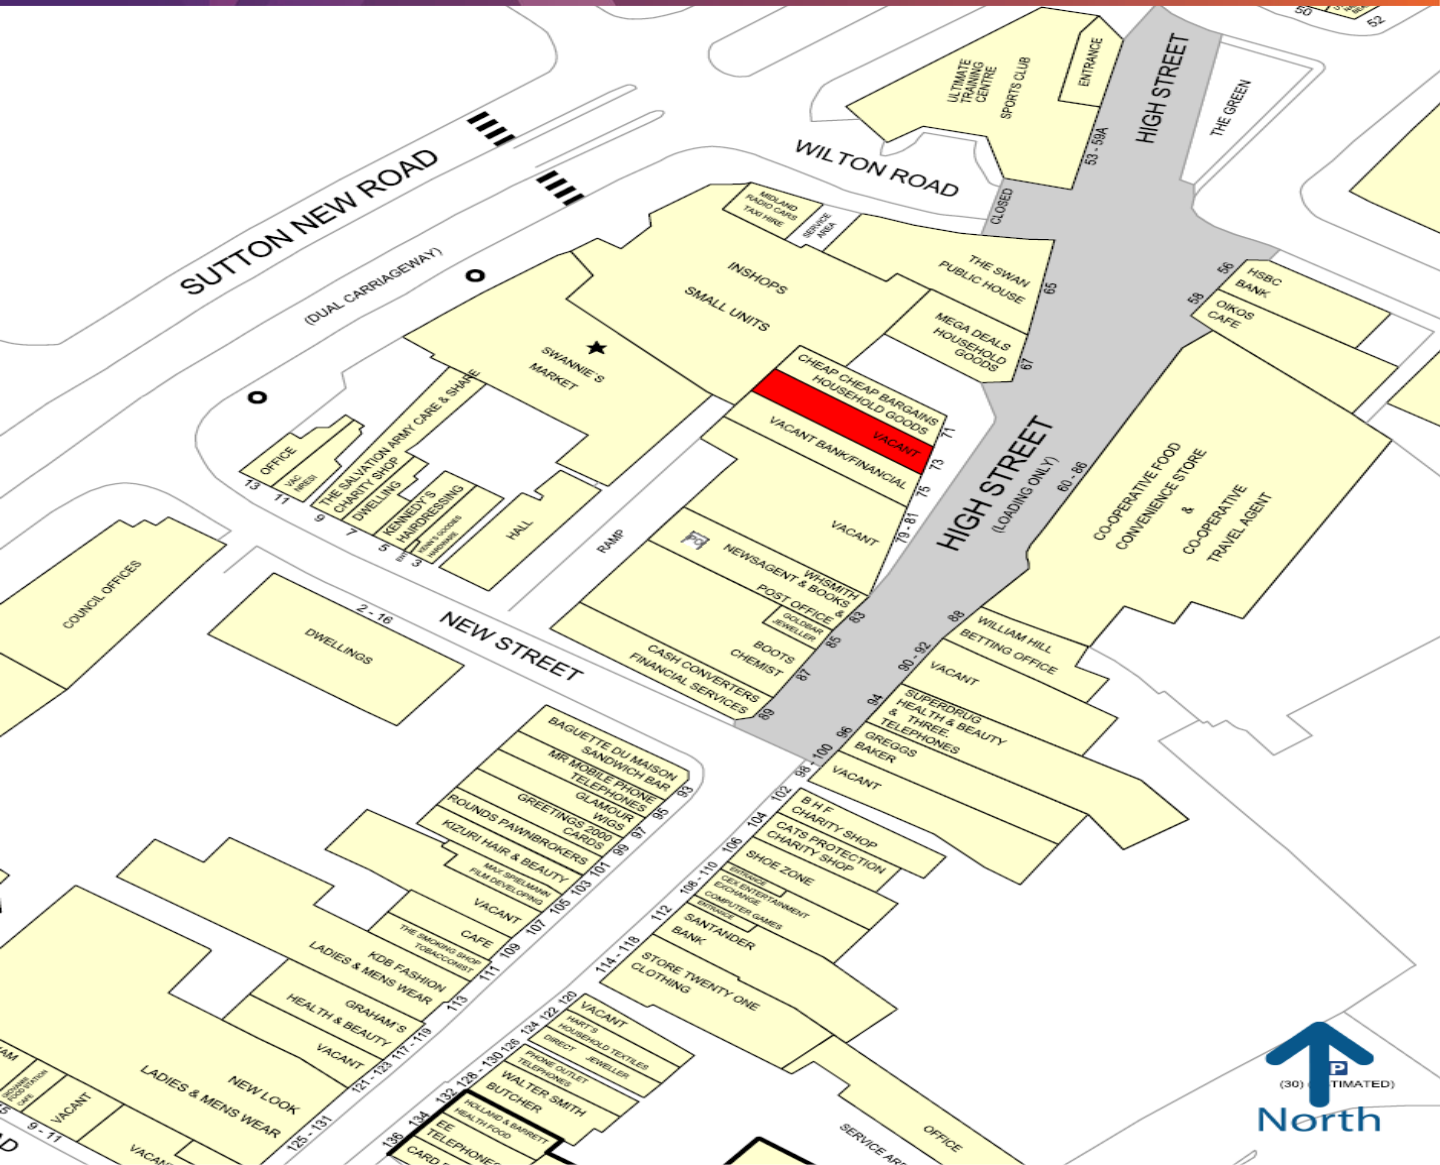 50
52
ULTIMATE
TRAINING
CENTRE
SPORTS CLUB
ENTRANCE
HIGH STREET
THE GREEN
53 - 59A
WILTON ROAD
CLOSED
SUTTON NEW ROAD
(DUAL CARRIAGEWAY)
MIDLAND
RADIO CARS
TAXI HIRE
SERVICE
AREA
INSHOPS
SMALL UNITS
THE SWAN
PUBLIC HOUSE
65
MEGA DEALS
HOUSEHOLD
GOODS
67
56
HSBC
BANK
58
OIKOS
CAFE
SWANNIE'S
MARKET
CHEAP CHEAP BARGAINS
HOUSEHOLD GOODS
71
VACANT
73
VACANT BANK/FINANCIAL
75
VACANT
79 - 81
HIGH STREET
(LOADING ONLY)
60 - 86
CO-OPERATIVE FOOD
CONVENIENCE STORE
&
CO-OPERATIVE
TRAVEL AGENT
OFFICE
13
VAC
11
THE SALVATION ARMY CARE & SHARE
CHARITY SHOP
9
DWELLING
7
KENNEDY'S
HAIRDRESSING
5
KENN'S GOODIES
HARDWARE
3
HALL
RAMP
PO
WHSMITH
NEWSAGENT & BOOKS
&
POST OFFICE
83
GOLDBAR
JEWELLER
85
BOOTS
CHEMIST
87
CASH CONVERTERS
FINANCIAL SERVICES
89
COUNCIL OFFICES
2 - 16
DWELLINGS
NEW STREET
88
WILLIAM HILL
BETTING OFFICE
90 - 92
VACANT
94
SUPERDRUG
HEALTH & BEAUTY
& THREE
TELEPHONES
96
GREGGS
BAKER
98 - 100
VACANT
BAGUETTE DU MAISON
SANDWICH BAR
93
MR MOBILE PHONE
TELEPHONES
95
GLAMOUR
WIGS
97
GREETINGS 2000
CARDS
99
ROUNDS PAWNBROKERS
101
KIZURI HAIR & BEAUTY
103
MAX SPIELMANN
FILM DEVELOPING
105
VACANT
107
CAFE
109
THE SMOKING SHOP
TOBACCONIST
111
KDB FASHION
LADIES & MENS WEAR
113
GRAHAM'S
HEALTH & BEAUTY
117 - 119
VACANT
121 - 123
NEW LOOK
LADIES & MENS WEAR
125 - 131
102
B H F
CHARITY SHOP
104
CATS PROTECTION
CHARITY SHOP
106
SHOE ZONE
ENTRANCE
108 - 110
CEX ENTERTAINMENT
EXCHANGE
COMPUTER GAMES
ENTRANCE
112
SANTANDER
BANK
114 - 118
STORE TWENTY ONE
CLOTHING
120
VACANT
122
HART'S
HOUSEHOLD TEXTILES
124
DIRECT JEWELLER
126
PHONE OUTLET
TELEPHONES
128 - 130
WALTER SMITH
BUTCHER
132
HOLLAND & BARRETT
HEALTH FOOD
134
EE
TELEPHONES
136
CARD
SERVICE
OFFICE
FOOD STATION
CAFE
VACANT
9 - 11
VACANT
P
(30)
North